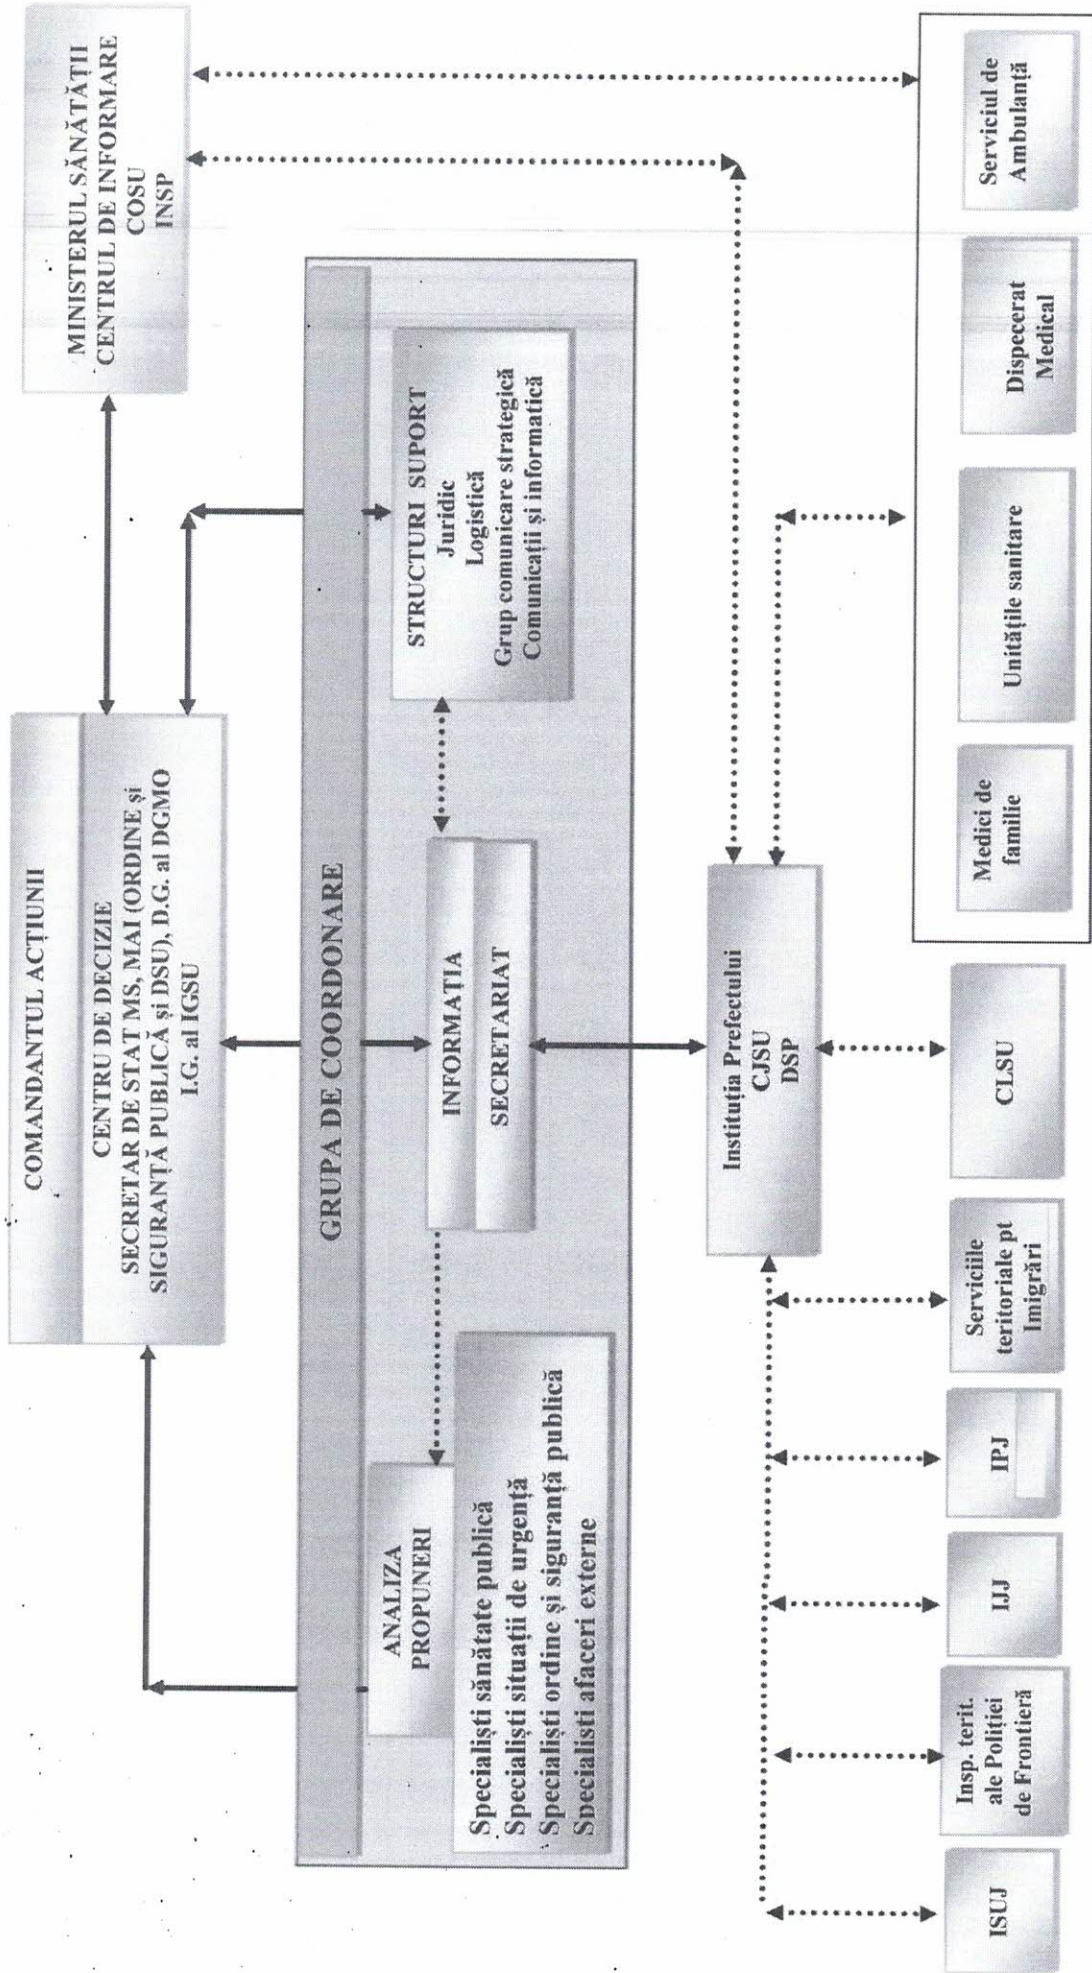 COMANDANTUL ACȚIUNII
CENTRU DE DECIZIE
SECRETAR DE STAT MS, MAI (ORDINE și
SIGURANȚĂ PUBLICĂ și DSU), D.G. al DGMO
I.G. al IGSU
MINISTERUL SĂNĂTĂȚII
CENTRUL DE INFORMARE
COSU
INSP
GRUPA DE COORDONARE
ANALIZA
PROPUNERI
Specialiști sănătate publică
Specialiști situații de urgență
Specialiști ordine și siguranță publică
Specialisti afaceri externe
INFORMAȚIA
SECRETARIAT
STRUCTURI SUPORT
Juridic
Logistică
Grup comunicare strategică
Comunicații și informatică
Instituția Prefectului
CJSU
DSP
ISUJ
Insp. terit.
ale Poliției
de Frontieră
IJJ
IPJ
Serviciile
teritoriale pt
Imigrări
CLSU
Medici de
familie
Unitățile sanitare
Dispecerat
Medical
Serviciul de
Ambulanță